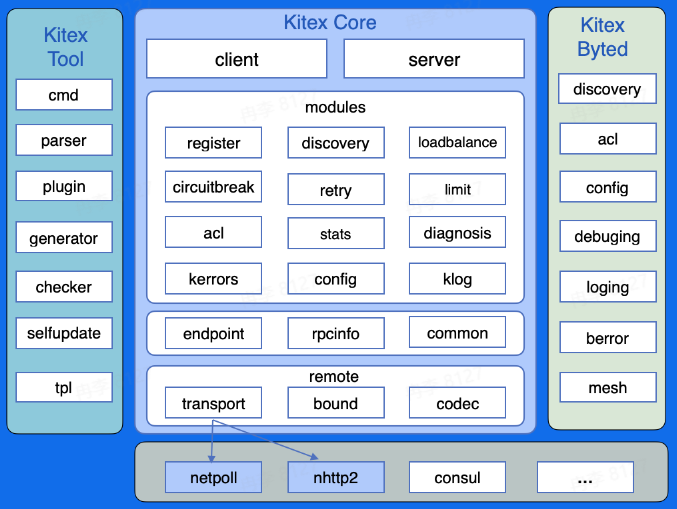 Kitex
Tool
cmd
parser
plugin
generator
checker
selfupdate
tpl
Kitex Core
client
server
modules
register
discovery
loadbalance
circuitbreak
retry
limit
acl
stats
diagnosis
kerrors
config
klog
endpoint
rpcinfo
common
remote
transport
bound
codec
Kitex
Byted
discovery
acl
config
debuging
loging
berror
mesh
netpoll
nhttp2
consul
...